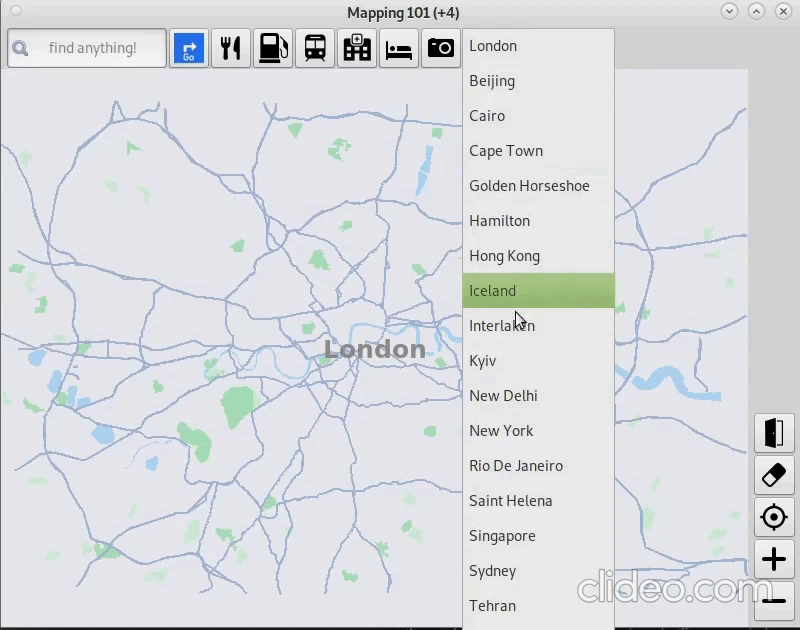 Mapping 101 (+4)
find anything!
Go
London
Beijing
Cairo
Cape Town
Golden Horseshoe
Hamilton
Hong Kong
Iceland
Interlaken
Kyiv
New Delhi
New York
Rio De Janeiro
Saint Helena
Singapore
Sydney
Tehran
London
clideo.com